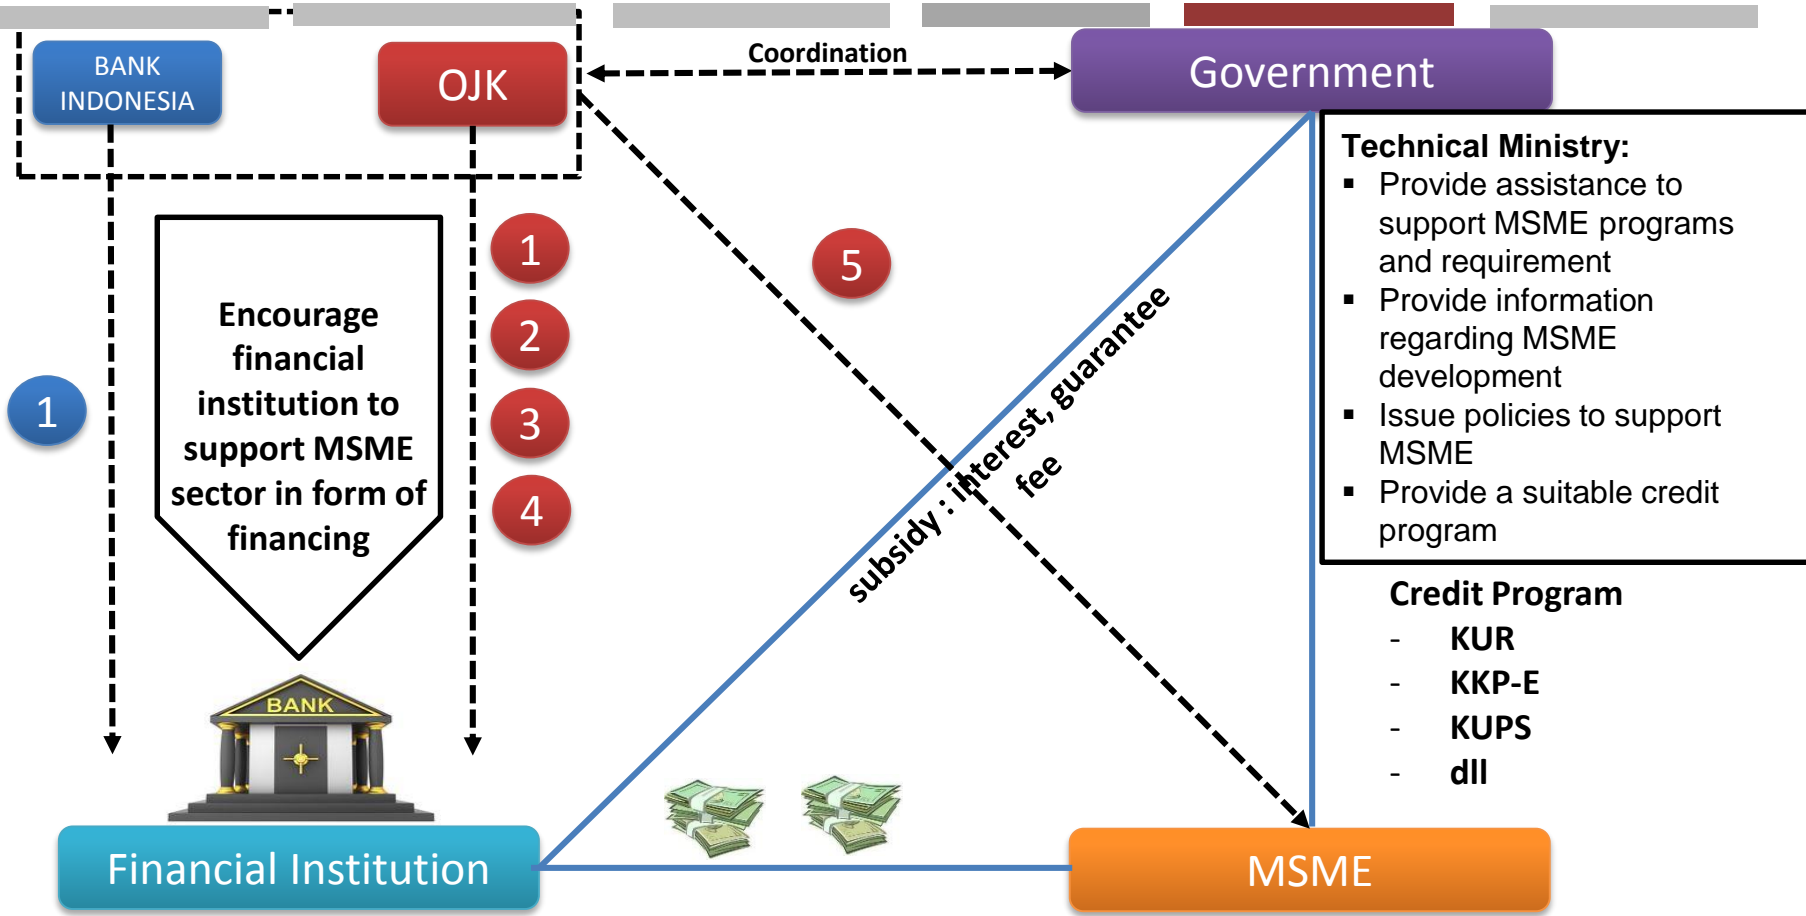 BANK
INDONESIA
OJK
Coordination
Government
Technical Ministry:
▪ Provide assistance to
support MSME programs
and requirement
▪ Provide information
regarding MSME
development
▪ Issue policies to support
MSME
▪ Provide a suitable credit
program
Encourage
financial
institution to
support MSME
sector in form of
financing
1
1
2
3
4
5
subsidy : interest, guarantee
fee
Credit Program
- KUR
- KKP-E
- KUPS
- dll
BANK
Financial Institution
MSME